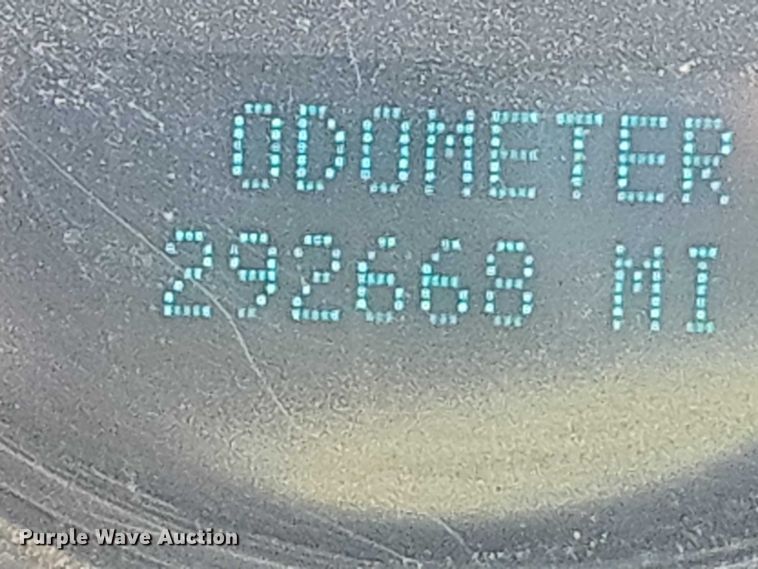 ODOMETER
292668 MI
Purple Wave Auction